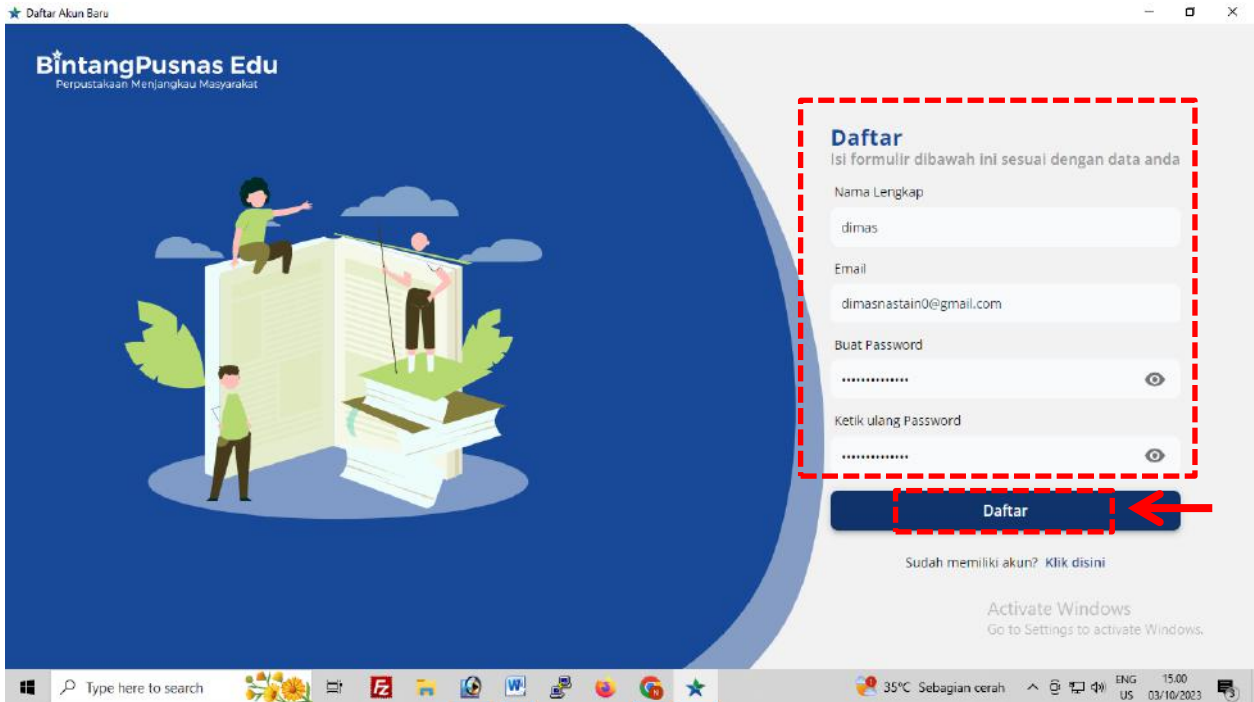 Daftar Akun Baru
BintangPusnas Edu
Perpustakaan Menjangkau Masyarakat
Daftar
Isi formulir dibawah ini sesuai dengan data anda
Nama Lengkap
dimas
Email
dimasnastain0@gmail.com
Buat Password
••••••••••••••
Ketik ulang Password
••••••••••••••
Daftar
Sudah memiliki akun? Klik disini
Activate Windows
Go to Settings to activate Windows.
Type here to search
35°C Sebagian cerah
ENG
US
15.00
03/10/2023
3